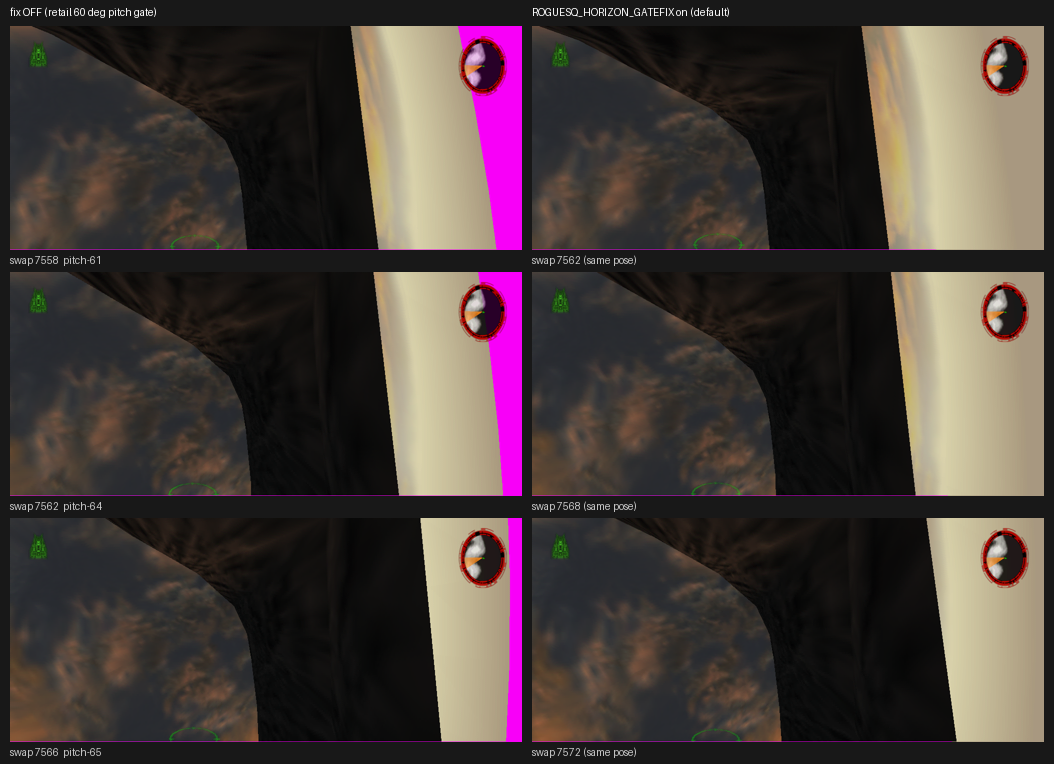 fix OFF (retail 60 deg pitch gate)
ROGUESQ_HORIZON_GATEFIX on (default)
swap 7558 pitch-61
swap 7562 (same pose)
swap 7562 pitch-64
swap 7568 (same pose)
swap 7566 pitch-65
swap 7572 (same pose)